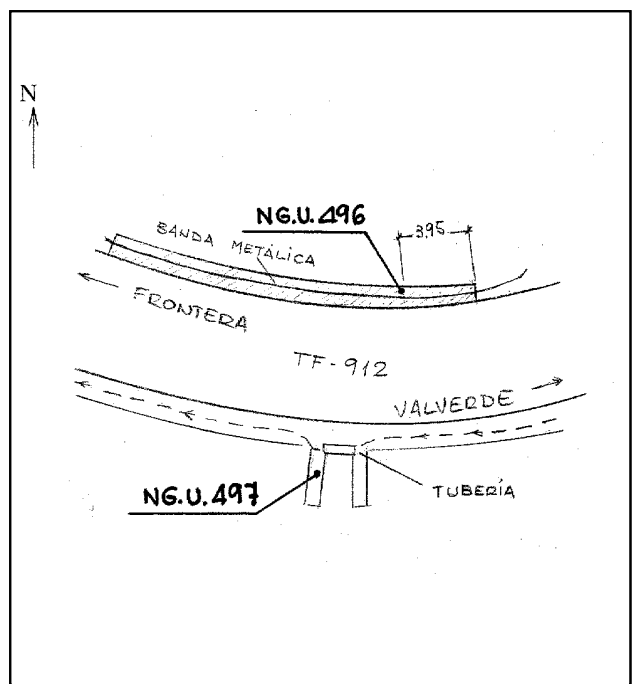 N
NG.U.496
3,95
BANDA METÁLICA
FRONTERA
TF-912
VALVERDE
NG.U.497
TUBERÍA